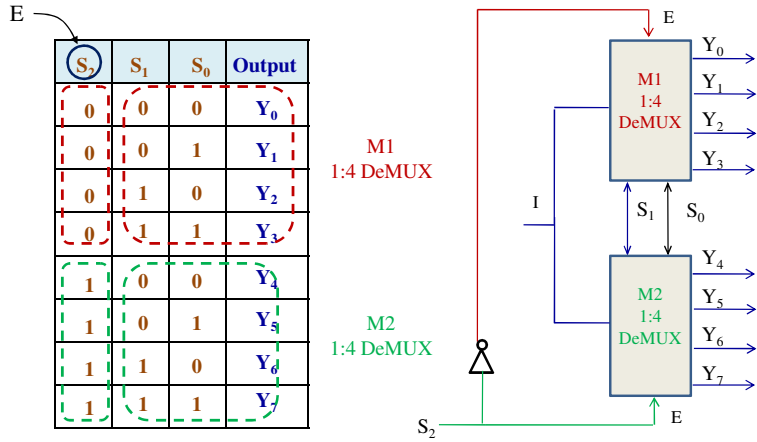 E
S₂ S₁ S₀ Output
0 0 0 Y₀
0 0 1 Y₁
0 1 0 Y₂
0 1 1 Y₃
1 0 0 Y₄
1 0 1 Y₅
1 1 0 Y₆
1 1 1 Y₇
M1
1:4 DeMUX
M2
1:4 DeMUX
E
M1
1:4
DeMUX
Y₀
Y₁
Y₂
Y₃
I
S₁ S₀
M2
1:4
DeMUX
Y₄
Y₅
Y₆
Y₇
S₂
E